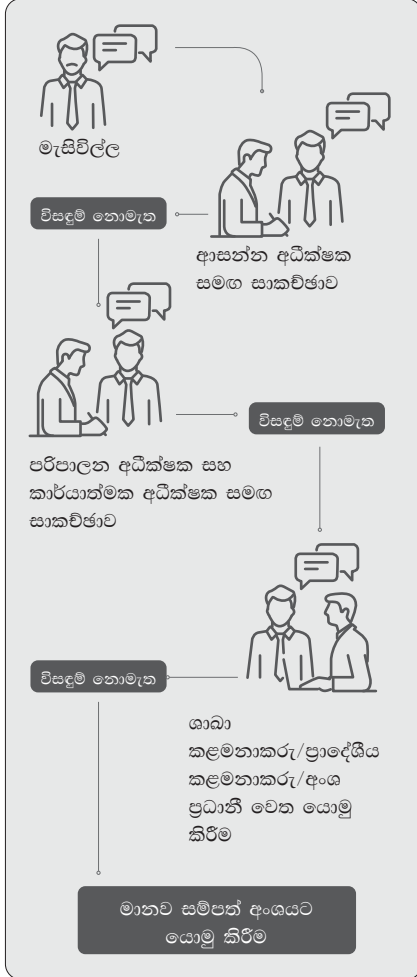 මැසිවිල්ල
ආසන්න අධීක්ෂක
සමඟ සාකච්ඡාව
විසඳුම් නොමැත
පරිපාලන අධීක්ෂක සහ
කාර්යාත්මක අධීක්ෂක සමඟ
සාකච්ඡාව
විසඳුම් නොමැත
ශාඛා
කළමනාකරු/ප්‍රාදේශීය
කළමනාකරු/අංශ
ප්‍රධානී වෙත යොමු
කිරීම
විසඳුම් නොමැත
මානව සම්පත් අංශයට
යොමු කිරීම